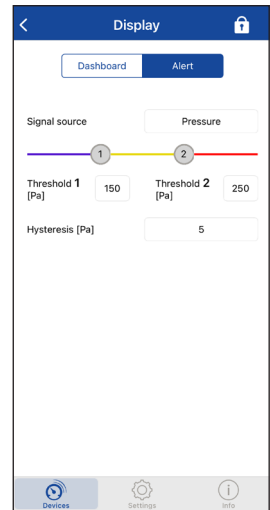 Display
Dashboard Alert
Signal source Pressure
1 2
Threshold 1 150 Threshold 2 250
[Pa] [Pa]
Hysteresis [Pa] 5
Devices Settings Info